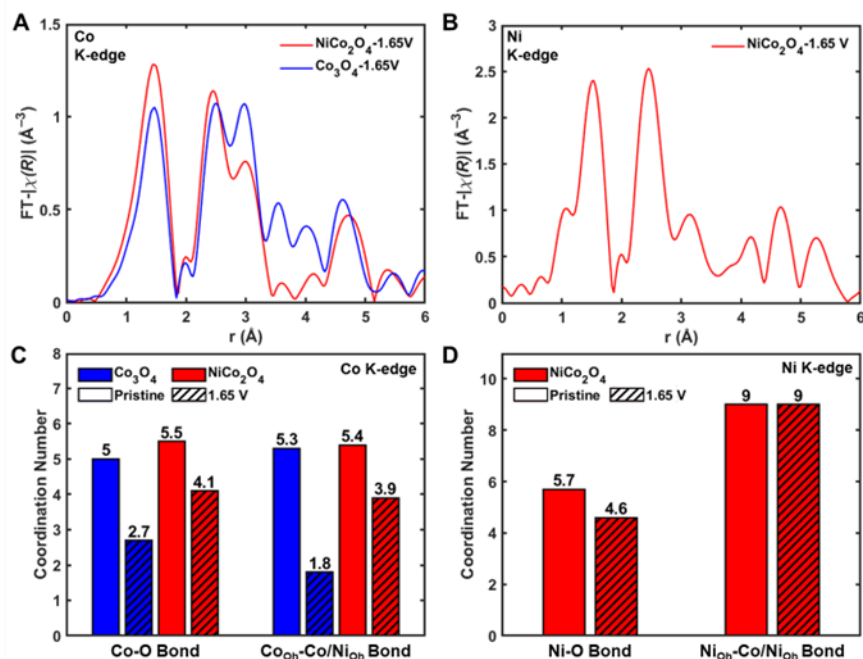 A
Co
K-edge
NiCo₂O₄-1.65V
Co₃O₄-1.65V
FT-|χ(R)| (Å⁻³)
1.5
1
0.5
0
0 1 2 3 4 5 6
r (Å)
B
Ni
K-edge
NiCo₂O₄-1.65 V
FT-|χ(R)| (Å⁻³)
3
2.5
2
1.5
1
0.5
0
0 1 2 3 4 5 6
r (Å)
C
Co₃O₄ NiCo₂O₄
Pristine 1.65 V
Co K-edge
Coordination Number
8
7
6
5
4
3
2
1
0
5 2.7 5.5 4.1 5.3 1.8 5.4 3.9
Co-O Bond Co_Oh-Co/Ni_Oh Bond
D
NiCo₂O₄
Pristine 1.65 V
Ni K-edge
Coordination Number
10
8
6
4
2
0
5.7 4.6 9 9
Ni-O Bond Ni_Oh-Co/Ni_Oh Bond